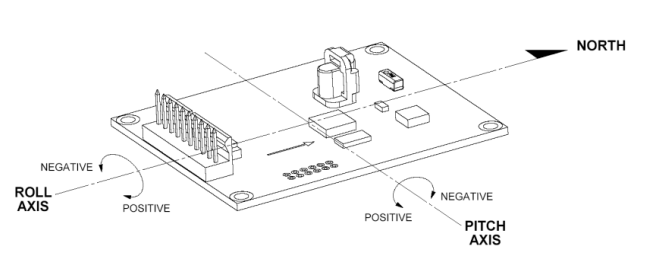 NORTH
NEGATIVE
ROLL
AXIS
POSITIVE
NEGATIVE
POSITIVE
PITCH
AXIS